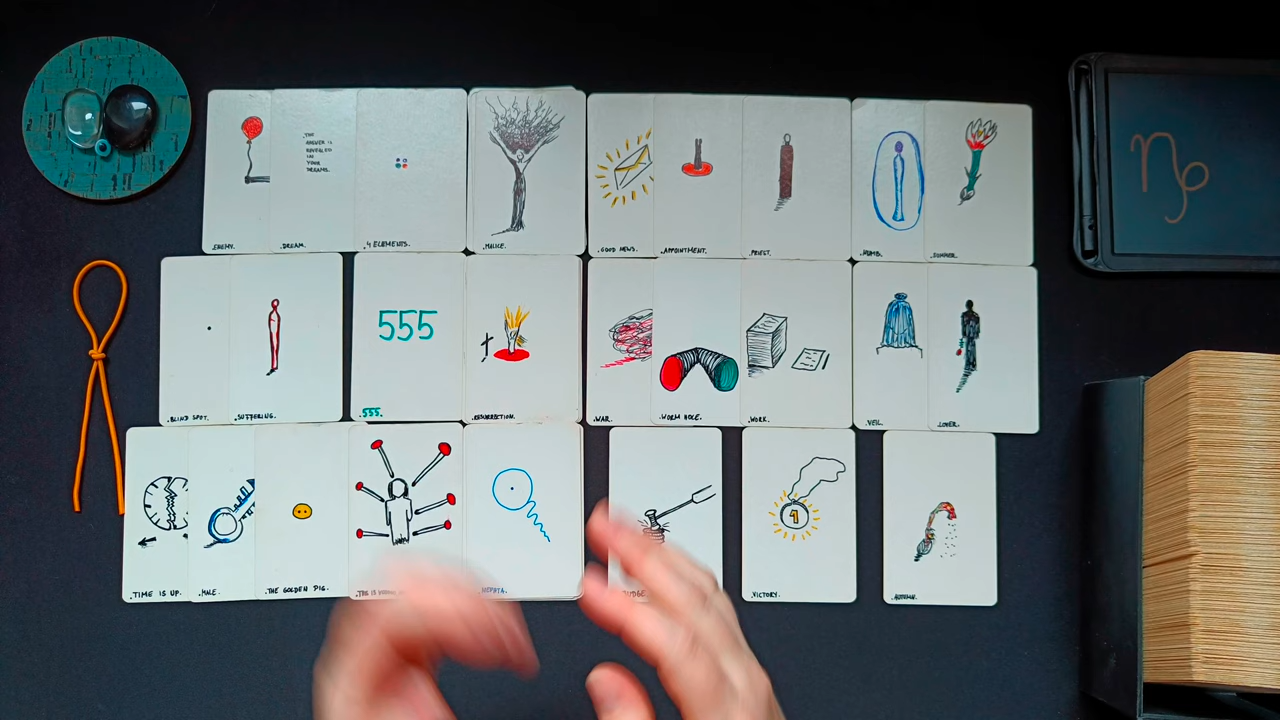 .ENEMY.
THE
ANSWER IS
REVEALED
IN
YOUR
DREAMS.
.DREAM.
.4 ELEMENTS.
.MALICE.
.GOOD NEWS.
.APPOINTMENT.
.PRIEST.
.WOMB.
.SUMMER.
.BLIND SPOT.
.SUFFERING.
555
.555.
.RESURRECTION.
.WAR.
.WORM HOLE.
.WORK.
.VEIL.
.LOVER.
.TIME IS UP.
.MALE.
.THE GOLDEN PIG.
1
.VICTORY.
.AUTUMN.